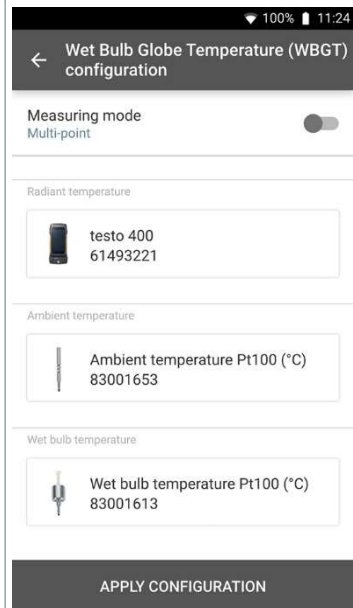 100% 11:24
Wet Bulb Globe Temperature (WBGT)
configuration
Measuring mode
Multi-point
Radiant temperature
testo 400
61493221
Ambient temperature
Ambient temperature Pt100 (°C)
83001653
Wet bulb temperature
Wet bulb temperature Pt100 (°C)
83001613
APPLY CONFIGURATION